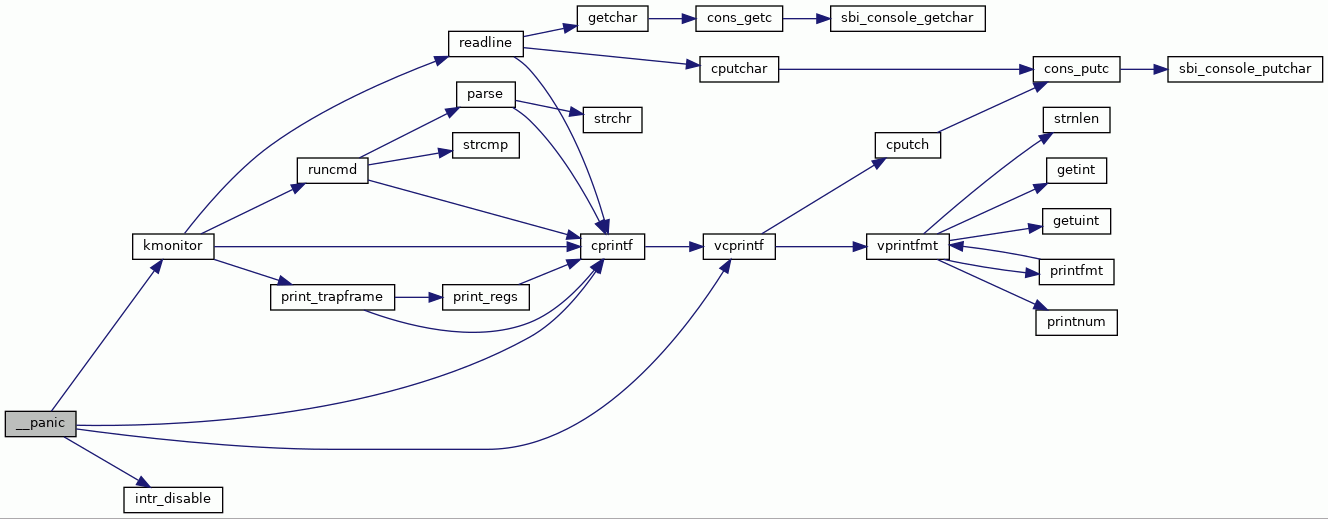 getchar
cons_getc
sbi_console_getchar
readline
cputchar
cons_putc
sbi_console_putchar
parse
strchr
strnlen
strcmp
cputch
runcmd
getint
getuint
kmonitor
cprintf
vcprintf
vprintfmt
printfmt
print_trapframe
print_regs
printnum
__panic
intr_disable